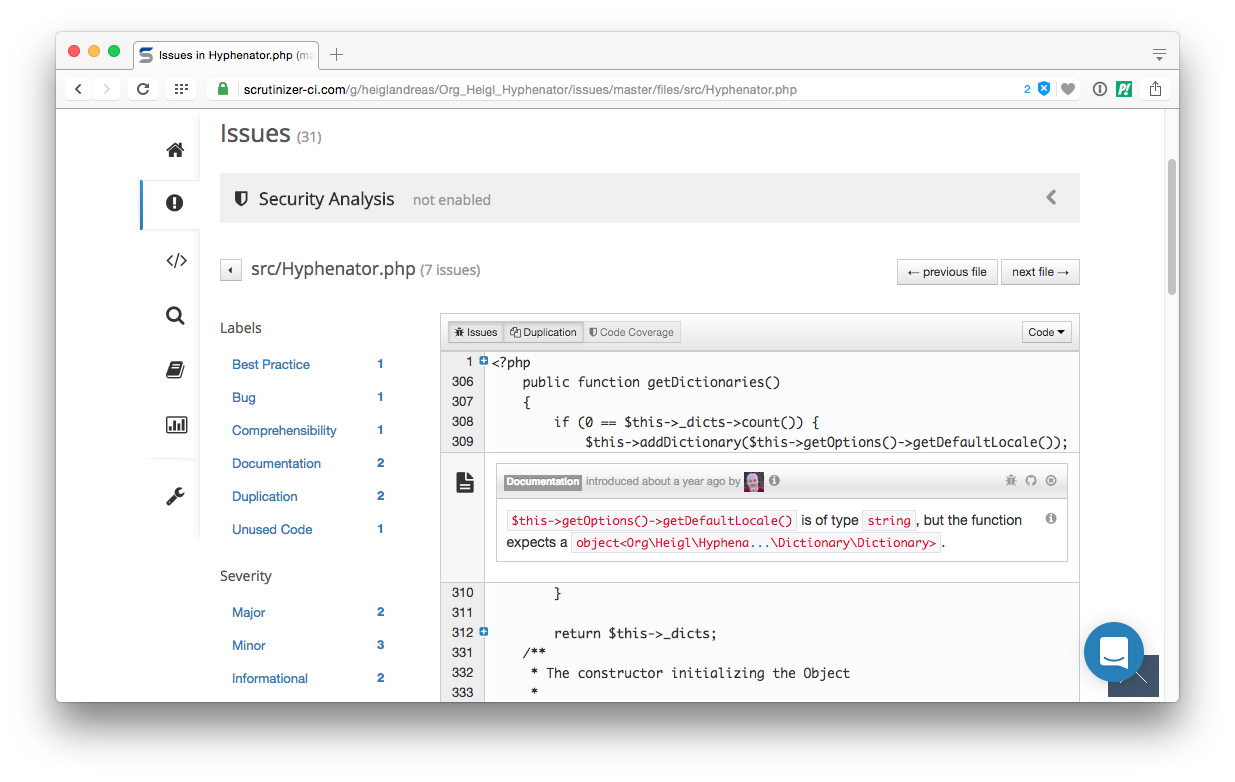 Issues in Hyphenator.php (ma
scrutinizer-ci.com/g/heiglandreas/Org_Heigl_Hyphenator/issues/master/files/src/Hyphenator.php
2
Issues (31)
Security Analysis not enabled
src/Hyphenator.php (7 issues)
← previous file
next file →
Labels
Best Practice 1
Bug 1
Comprehensibility 1
Documentation 2
Duplication 2
Unused Code 1
Severity
Major 2
Minor 3
Informational 2
Issues Duplication Code Coverage Code
1 <?php
306 public function getDictionaries()
307 {
308 if (0 == $this->_dicts->count()) {
309 $this->addDictionary($this->getOptions()->getDefaultLocale());
Documentation introduced about a year ago by
$this->getOptions()->getDefaultLocale() is of type string, but the function
expects a object<Org\Heigl\Hyphena...\Dictionary\Dictionary>.
310 }
311
312 return $this->_dicts;
331 /**
332 * The constructor initializing the Object
333 *